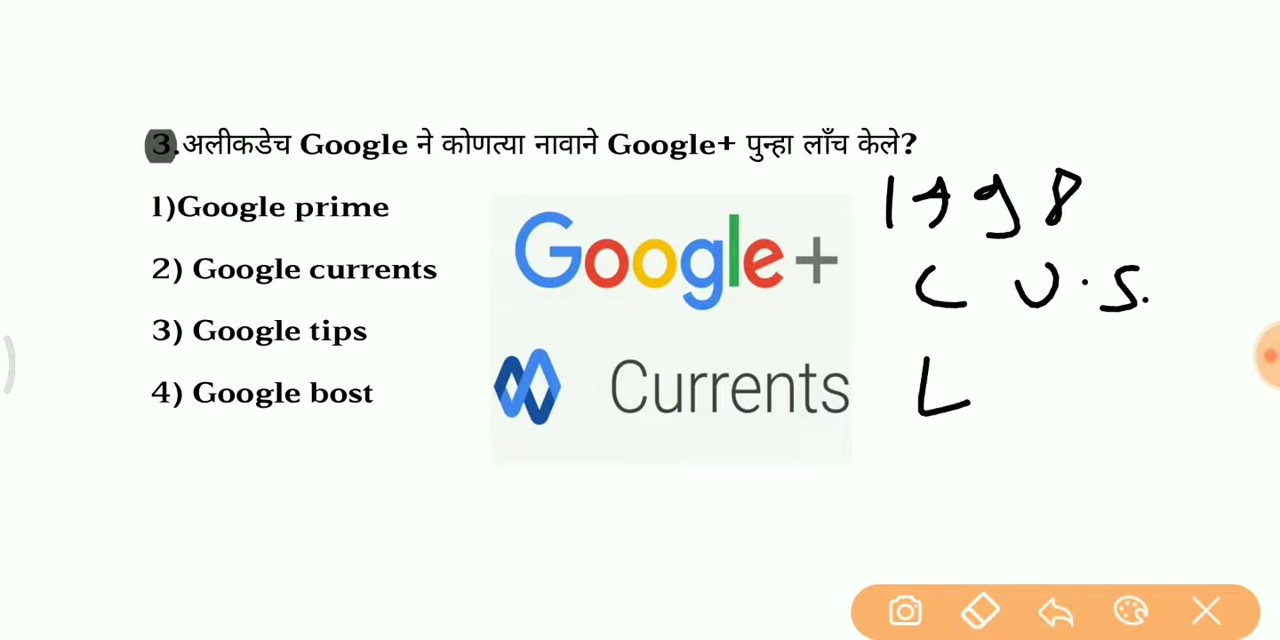 3.अलीकडेच Google ने कोणत्या नावाने Google+ पुन्हा लाँच केले?
1)Google prime
2) Google currents
3) Google tips
4) Google bost
Google+
Currents
1998
C U.S.
L